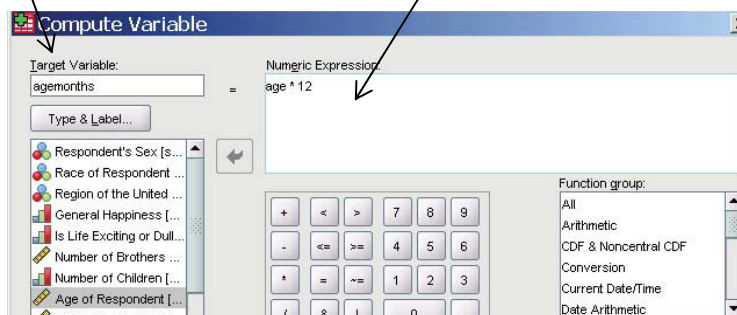 Compute Variable
Target Variable:
agemonths
=
Numeric Expression:
age * 12
Type & Label...
Respondent's Sex [s...
Race of Respondent ...
Region of the United ...
General Happiness [...
Is Life Exciting or Dull...
Number of Brothers ...
Number of Children [...
Age of Respondent [...
+ < > 7 8 9
- <= >= 4 5 6
* = ~= 1 2 3
( & | 0
Function group:
All
Arithmetic
CDF & Noncentral CDF
Conversion
Current Date/Time
Date Arithmetic